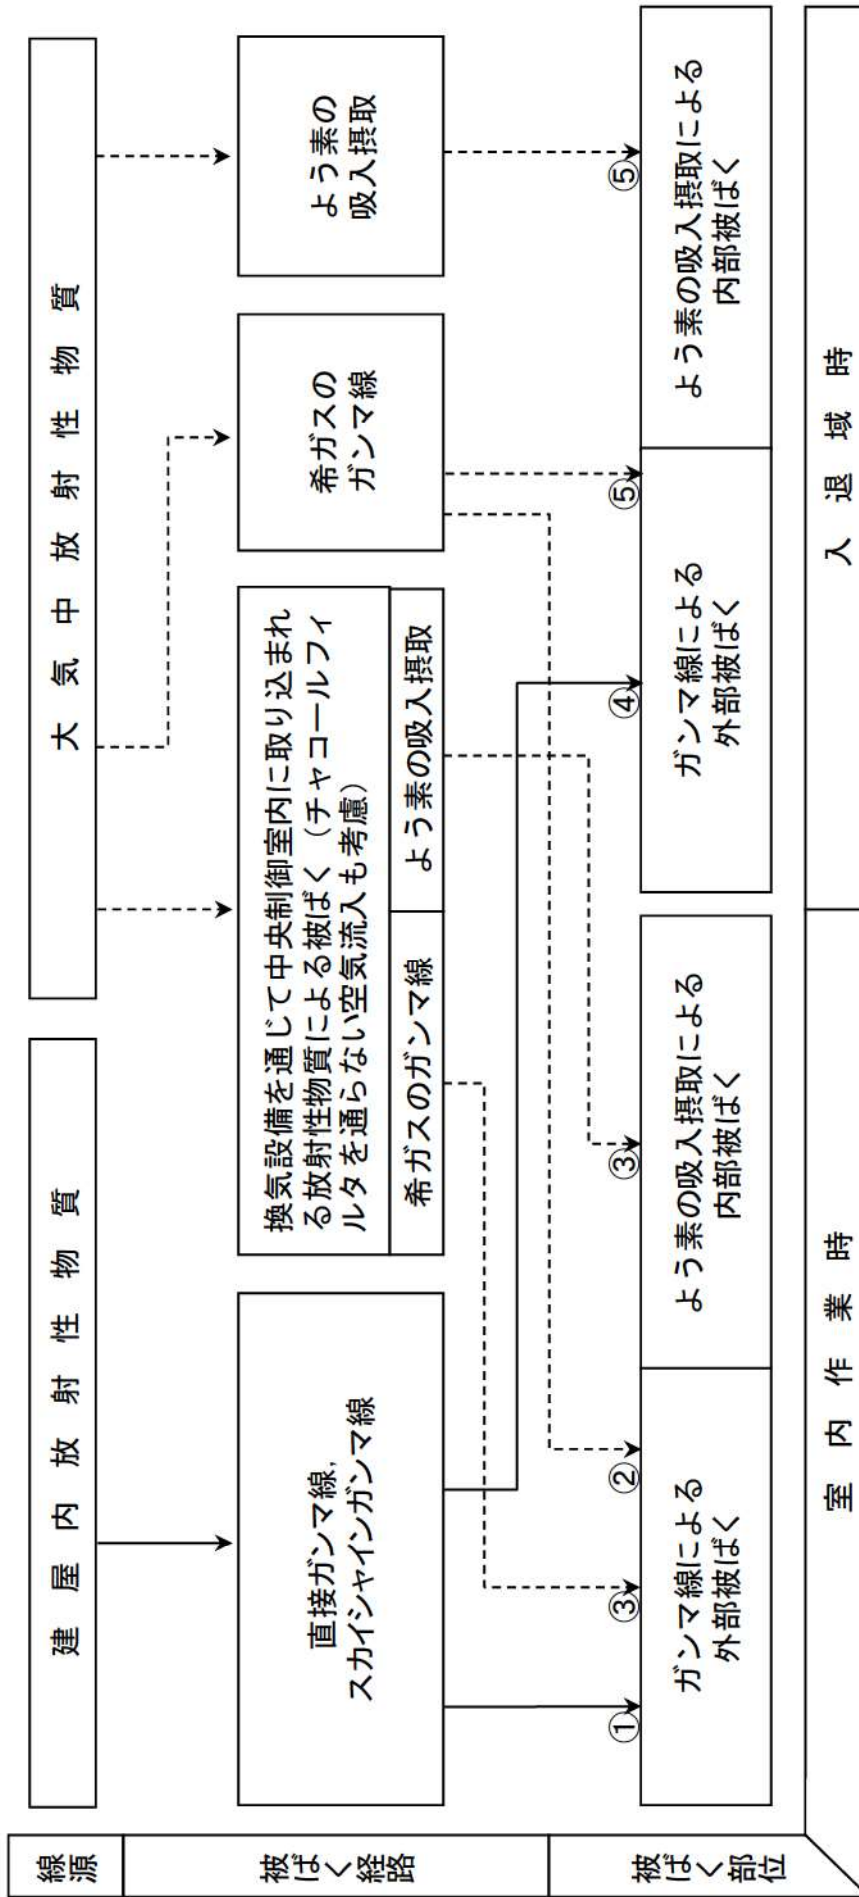 線源
建屋内放射性物質
大気中放射性物質
被ばく経路
直接ガンマ線,
スカイシャインガンマ線
換気設備を通じて中央制御室内に取り込まれ
る放射性物質による被ばく（チャコールフィ
ルタを通らない空気流入も考慮）
希ガスのガンマ線
よう素の吸入摂取
希ガスの
ガンマ線
よう素の
吸入摂取
①
③
②
③
④
⑤
⑤
被ばく部位
ガンマ線による
外部被ばく
よう素の吸入摂取による
内部被ばく
ガンマ線による
外部被ばく
よう素の吸入摂取による
内部被ばく
室内作業時
入退域時